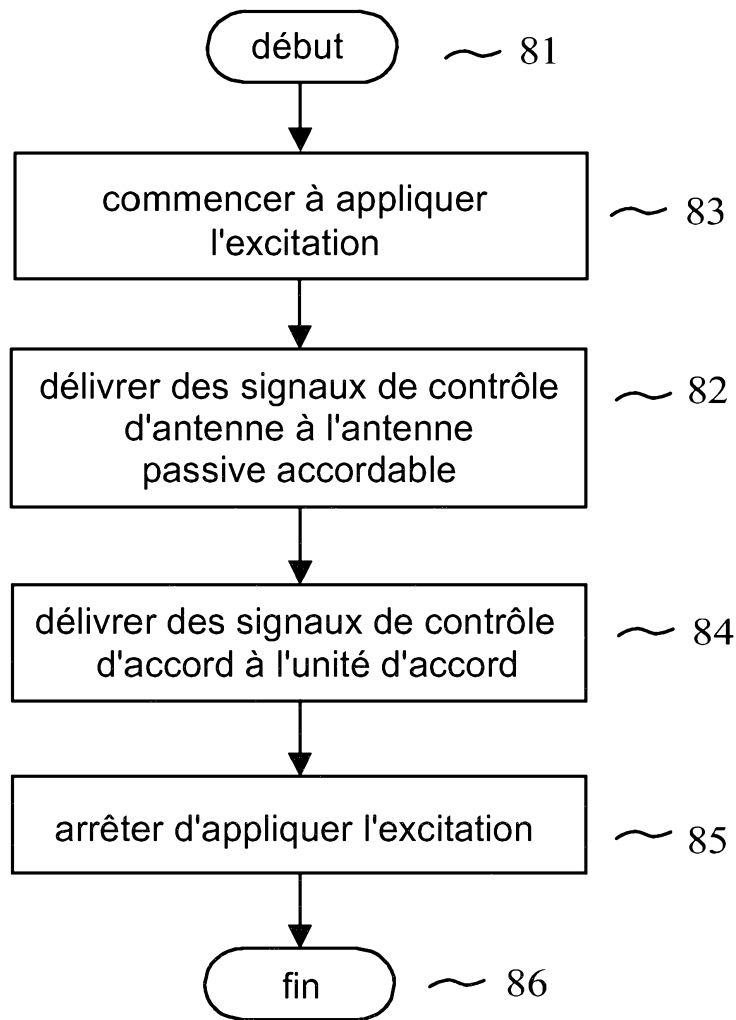 début
81
commencer à appliquer
l'excitation
83
délivrer des signaux de contrôle
d'antenne à l'antenne
passive accordable
82
délivrer des signaux de contrôle
d'accord à l'unité d'accord
84
arrêter d'appliquer l'excitation
85
fin
86